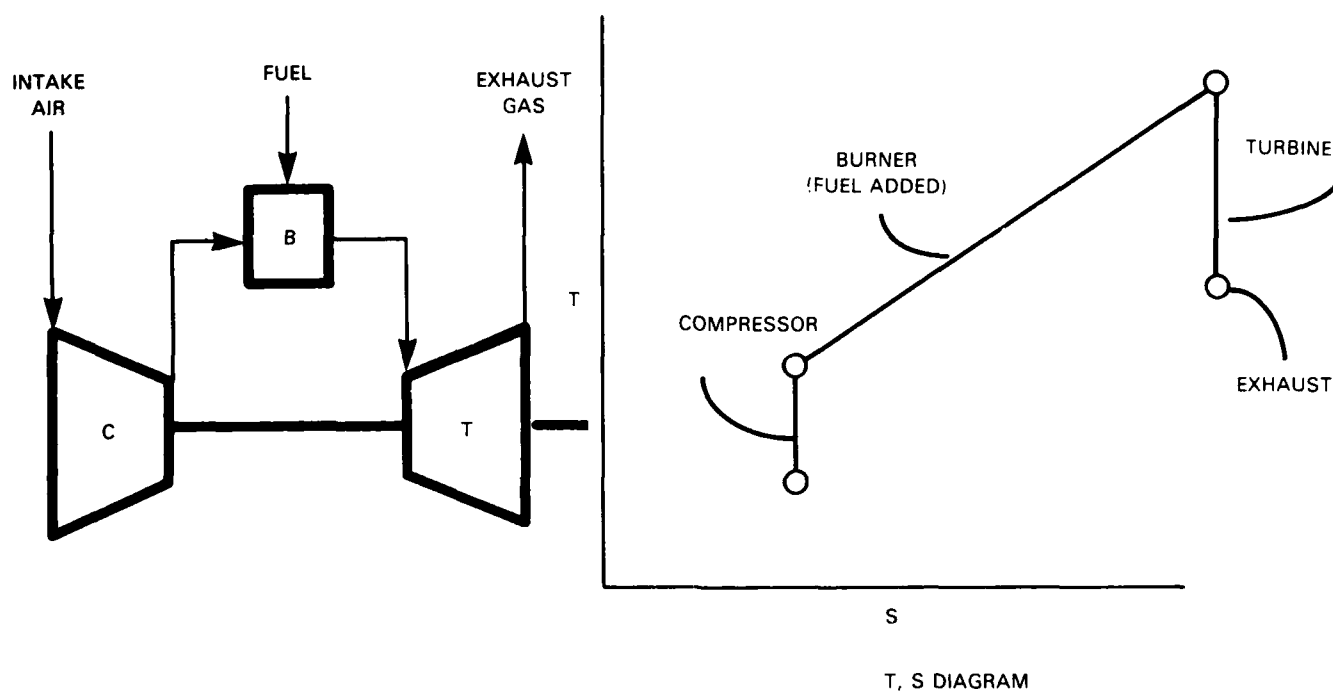 INTAKE
AIR
FUEL
EXHAUST
GAS
B
C
T
T
BURNER
(FUEL ADDED)
TURBINE
COMPRESSOR
EXHAUST
S
T, S DIAGRAM